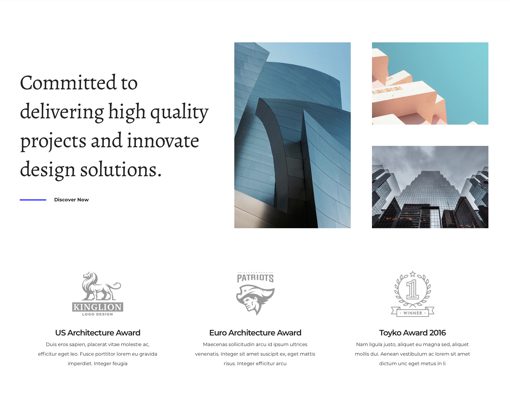 Committed to
delivering high quality
projects and innovate
design solutions.
Discover Now
KINGLION
LOGO DESIGN
PATRIOTS
1
WINNER
US Architecture Award
Euro Architecture Award
Toyko Award 2016
Duis eros sapien, placerat vitae molestie ac,
efficitur eget leo. Fusce porttitor lorem eu gravida
imperdiet. Integer feugia
Maecenas sollicitudin arcu id ipsum ultrices
venenatis. Integer sit amet suscipit ex, eget mattis
risus. Integer efficitur arcu
Nam ligula justo, aliquet eu magna sed, aliquet
mollis dui. Aenean vestibulum ac lorem sit amet
dictum unc eget metus in li